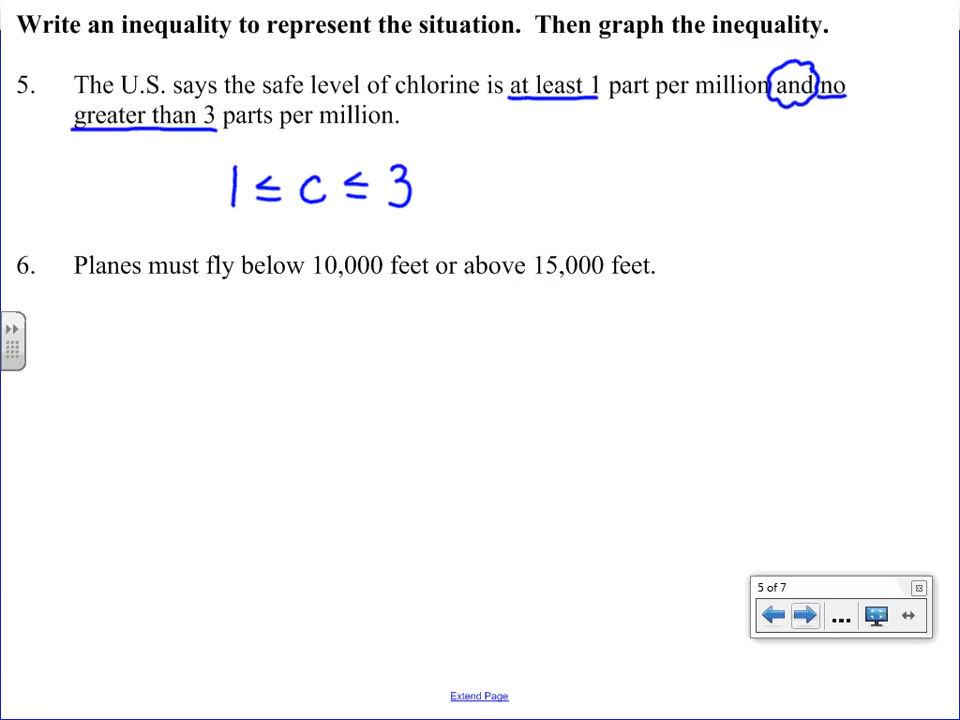 Write an inequality to represent the situation. Then graph the inequality.
5. The U.S. says the safe level of chlorine is at least 1 part per million and no
greater than 3 parts per million.
1 ≤ c ≤ 3
6. Planes must fly below 10,000 feet or above 15,000 feet.
5 of 7
...
Extend Page